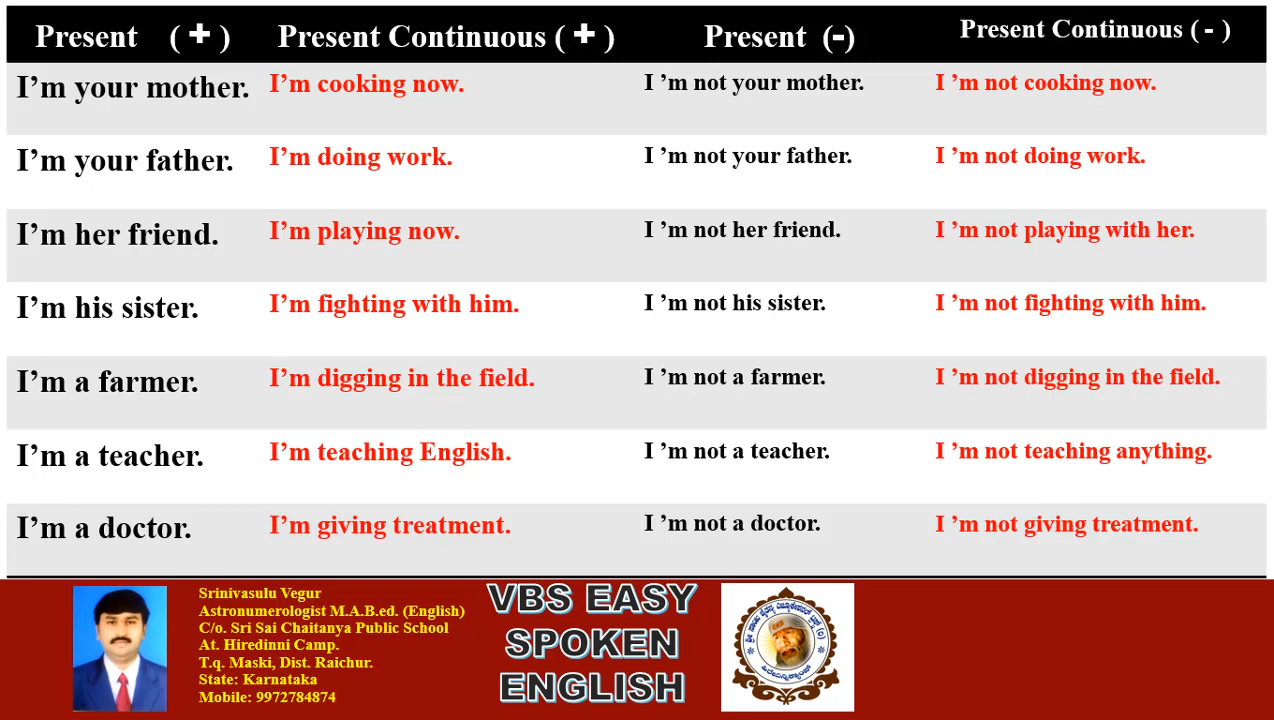 Present ( + ) Present Continuous ( + ) Present (-) Present Continuous ( - )
I’m your mother. I’m cooking now. I ’m not your mother. I ’m not cooking now.
I’m your father. I’m doing work. I ’m not your father. I ’m not doing work.
I’m her friend. I’m playing now. I ’m not her friend. I ’m not playing with her.
I’m his sister. I’m fighting with him. I ’m not his sister. I ’m not fighting with him.
I’m a farmer. I’m digging in the field. I ’m not a farmer. I ’m not digging in the field.
I’m a teacher. I’m teaching English. I ’m not a teacher. I ’m not teaching anything.
I’m a doctor. I’m giving treatment. I ’m not a doctor. I ’m not giving treatment.
Srinivasulu Vegur
Astronumerologist M.A.B.ed. (English)
C/o. Sri Sai Chaitanya Public School
At. Hiredinni Camp.
T.q. Maski, Dist. Raichur.
State: Karnataka
Mobile: 9972784874
VBS EASY
SPOKEN
ENGLISH